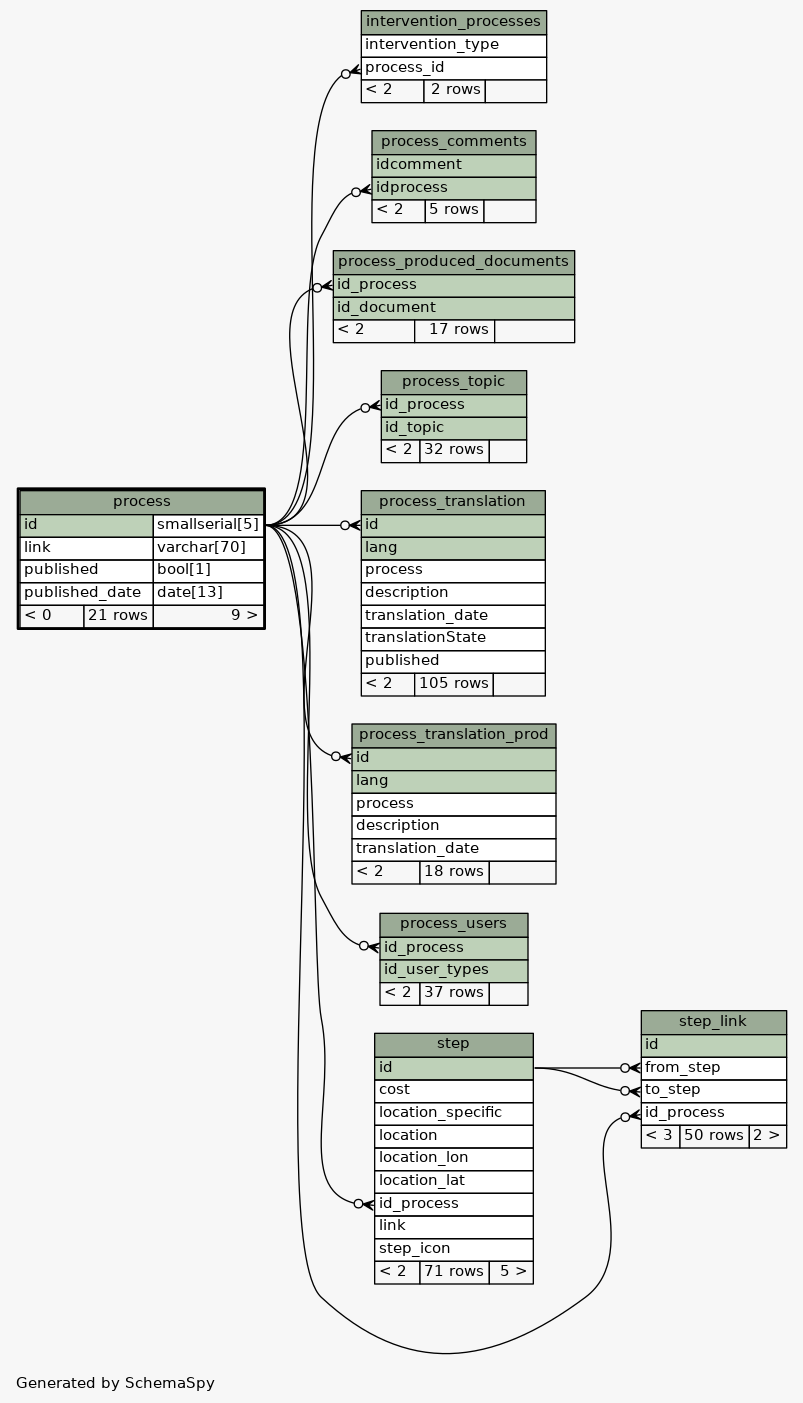 intervention_processes
intervention_type
process_id
< 2 2 rows
process_comments
idcomment
idprocess
< 2 5 rows
process_produced_documents
id_process
id_document
< 2 17 rows
process_topic
id_process
id_topic
< 2 32 rows
process
id smallserial[5]
link varchar[70]
published bool[1]
published_date date[13]
< 0 21 rows 9 >
process_translation
id
lang
process
description
translation_date
translationState
published
< 2 105 rows
process_translation_prod
id
lang
process
description
translation_date
< 2 18 rows
process_users
id_process
id_user_types
< 2 37 rows
step
id
cost
location_specific
location
location_lon
location_lat
id_process
link
step_icon
< 2 71 rows 5 >
step_link
id
from_step
to_step
id_process
< 3 50 rows 2 >
Generated by SchemaSpy